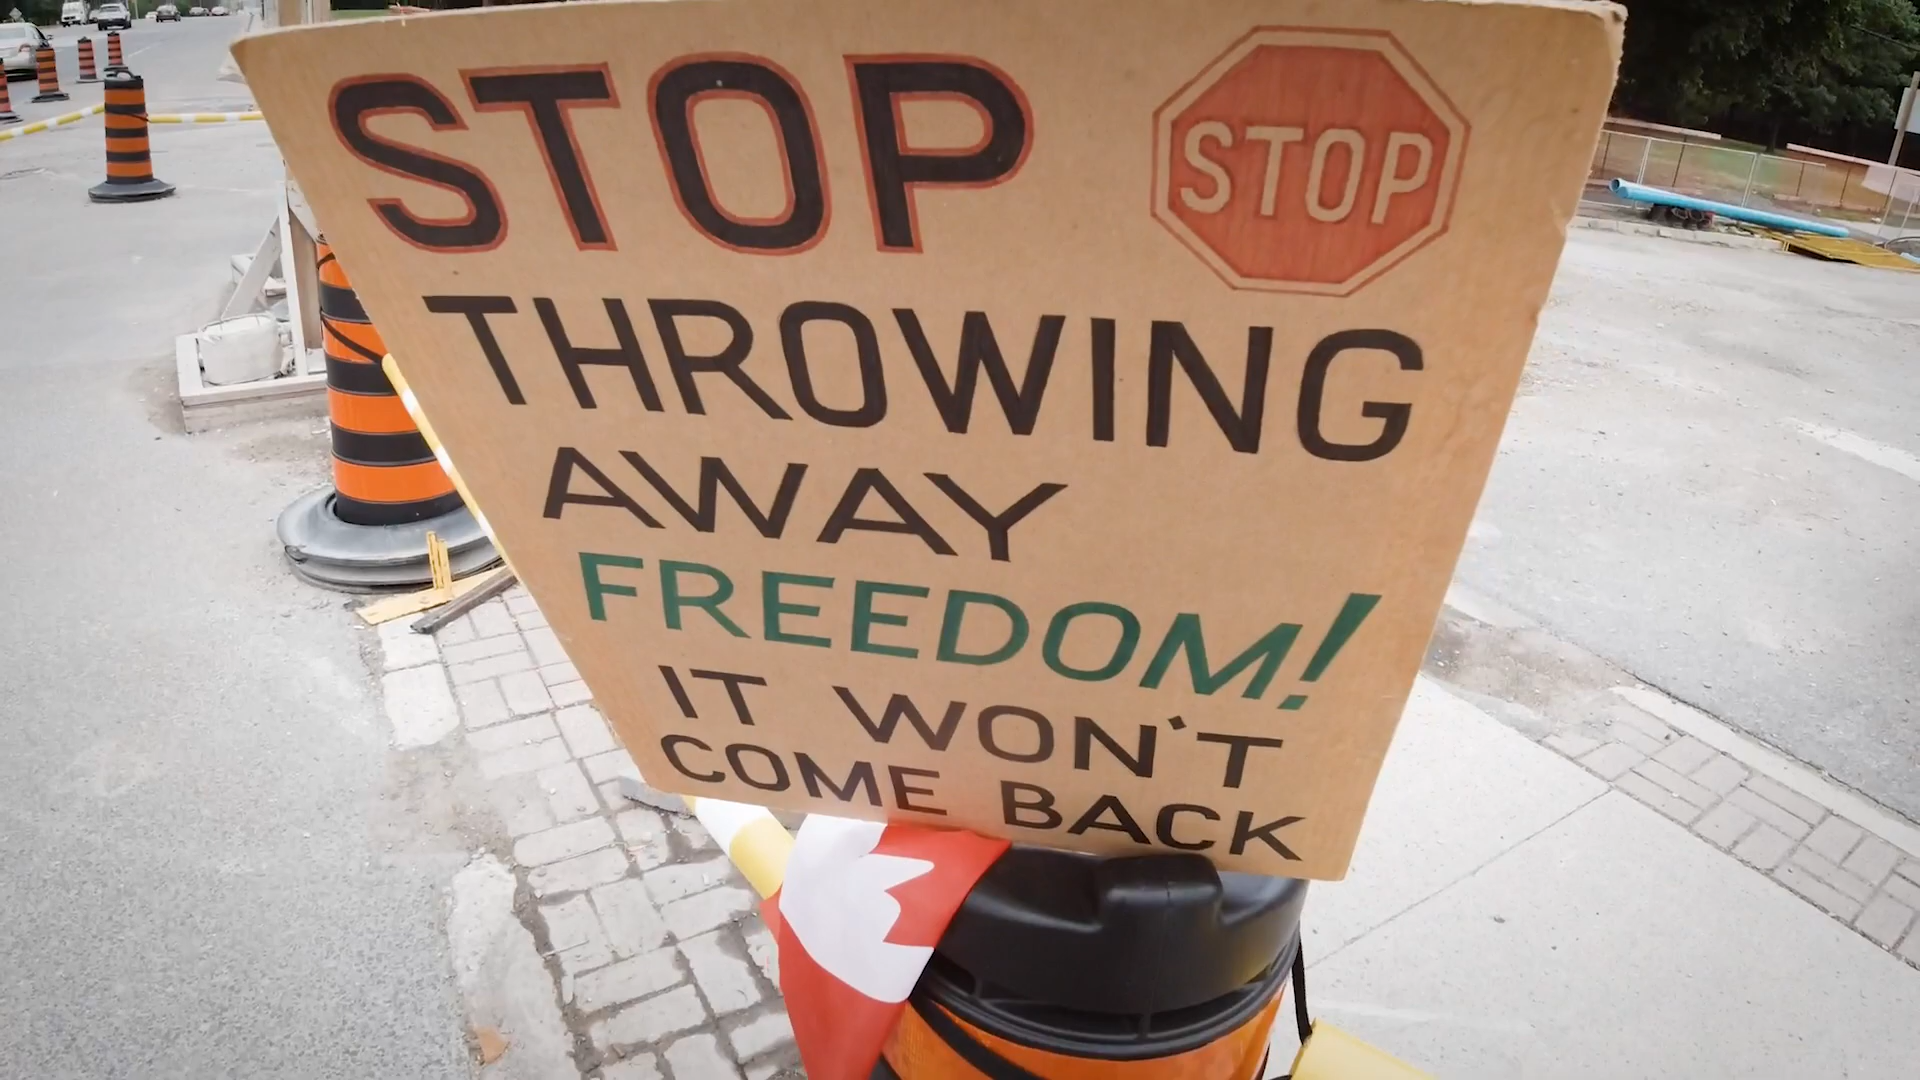 STOP
STOP
THROWING
AWAY
FREEDOM!
IT WON'T
COME BACK